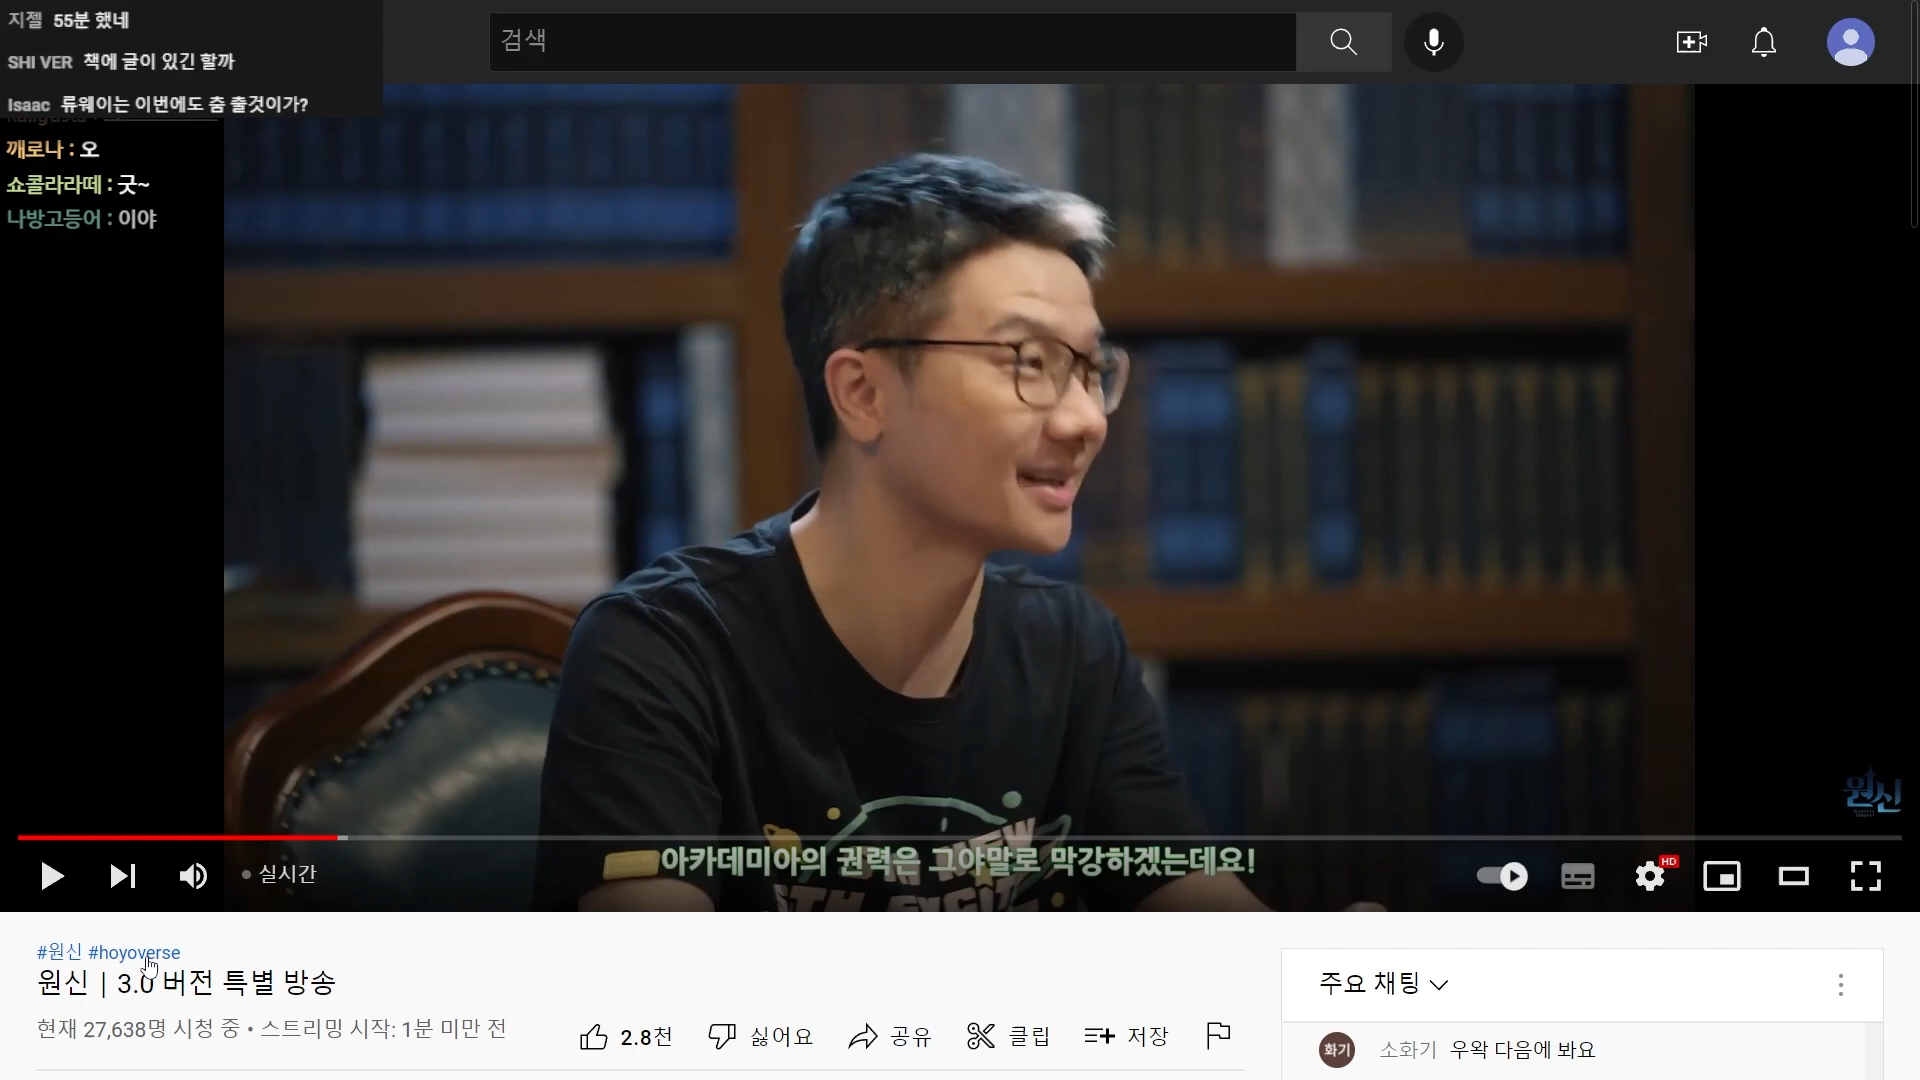 지젤 55분 했네
SHI VER 책에 글이 있긴 할까
Isaac 류웨이는 이번에도 춤 출것이가?
깨로나 : 오
쇼콜라라떼 : 굿~
나방고등어 : 이야
검색
원신
아카데미아의 권력은 그야말로 막강하겠는데요!
실시간
HD
#원신 #hoyoverse
원신 | 3.0 버전 특별 방송
현재 27,638명 시청 중 • 스트리밍 시작: 1분 미만 전
2.8천 싫어요 공유 클립 저장
주요 채팅
화기 소화기 우왁 다음에 봐요